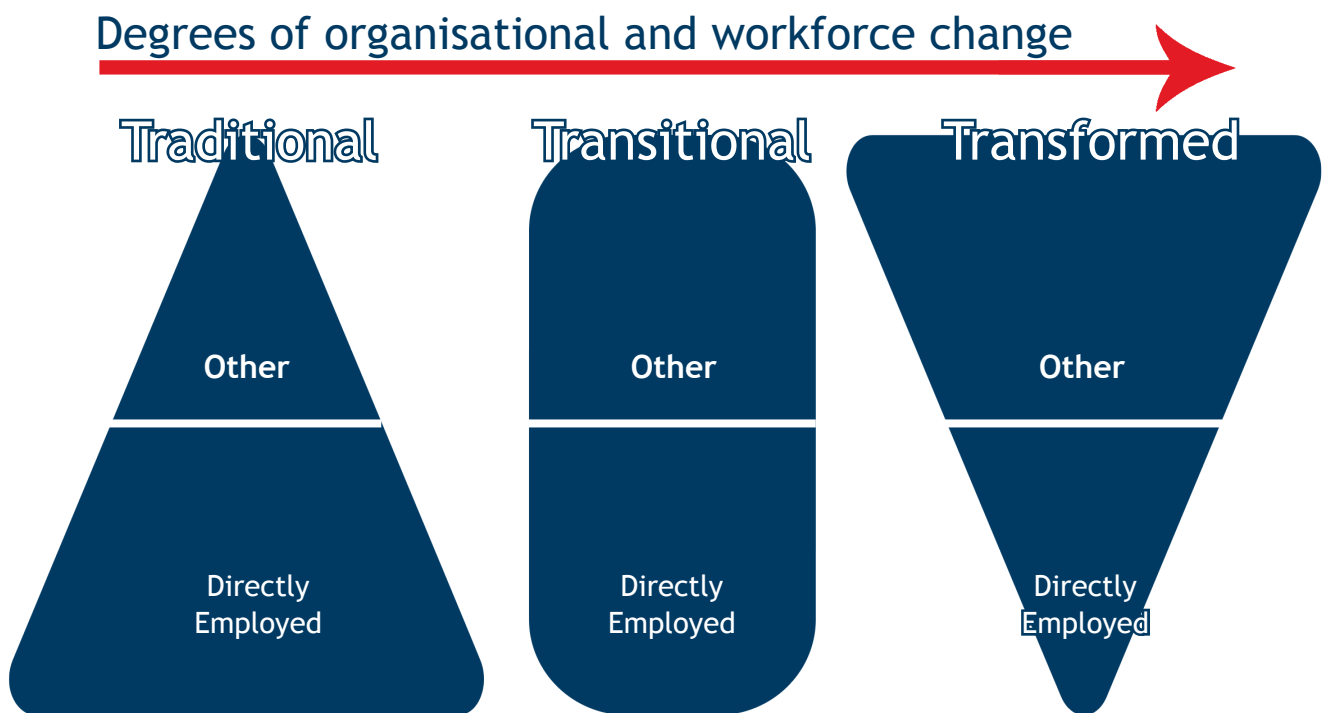 Degrees of organisational and workforce change
Traditional
Transitional
Transformed
Other
Other
Other
Directly
Employed
Directly
Employed
Directly
Employed